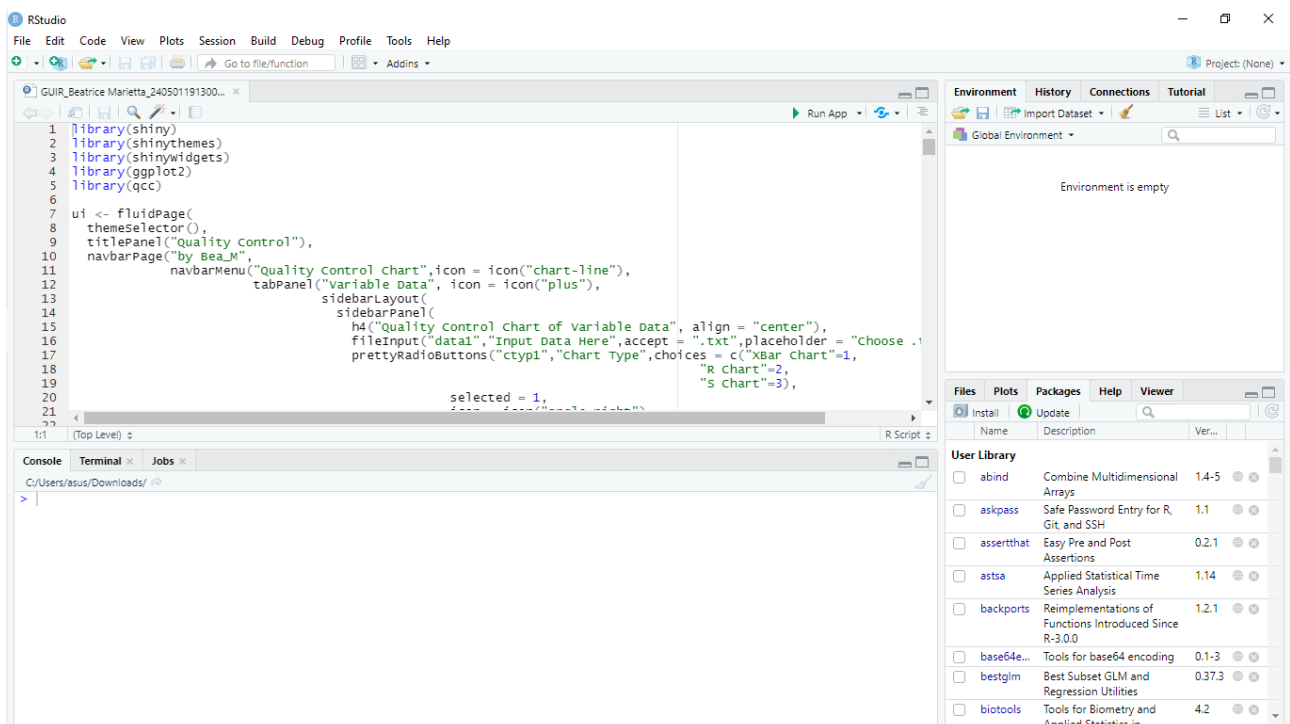 RStudio
File Edit Code View Plots Session Build Debug Profile Tools Help
Go to file/function Addins Project: (None)
GUIR_Beatrice Marietta_240501191300...
Run App
1 library(shiny)
2 library(shinythemes)
3 library(shinyWidgets)
4 library(ggplot2)
5 library(qcc)
6
7 ui <- fluidPage(
8 themeSelector(),
9 titlePanel("Quality Control"),
10 navbarPage("by Bea_M",
11 navbarMenu("Quality Control Chart",icon = icon("chart-line"),
12 tabPanel("Variable Data", icon = icon("plus"),
13 sidebarLayout(
14 sidebarPanel(
15 h4("Quality Control Chart of Variable Data", align = "center"),
16 fileInput("data1","Input Data Here",accept = ".txt",placeholder = "Choose .t
17 prettyRadioButtons("ctyp1","Chart Type",choices = c("XBar Chart"=1,
18 "R Chart"=2,
19 "S Chart"=3),
20 selected = 1,
21
22
1:1 (Top Level) R Script
Console Terminal Jobs
C:/Users/asus/Downloads/
>
Environment History Connections Tutorial
Import Dataset List
Global Environment
Environment is empty
Files Plots Packages Help Viewer
Install Update
Name Description Ver...
User Library
abind Combine Multidimensional 1.4-5
Arrays
askpass Safe Password Entry for R, 1.1
Git, and SSH
assertthat Easy Pre and Post 0.2.1
Assertions
astsa Applied Statistical Time 1.14
Series Analysis
backports Reimplementations of 1.2.1
Functions Introduced Since
R-3.0.0
base64e... Tools for base64 encoding 0.1-3
bestglm Best Subset GLM and 0.37.3
Regression Utilities
biotools Tools for Biometry and 4.2